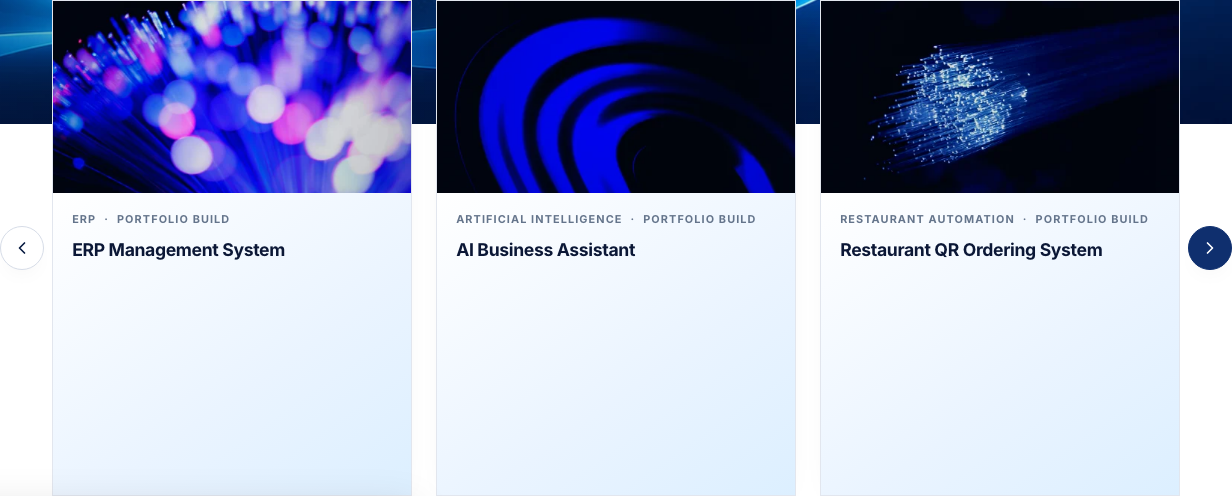 ERP · PORTFOLIO BUILD
ERP Management System
ARTIFICIAL INTELLIGENCE · PORTFOLIO BUILD
AI Business Assistant
RESTAURANT AUTOMATION · PORTFOLIO BUILD
Restaurant QR Ordering System